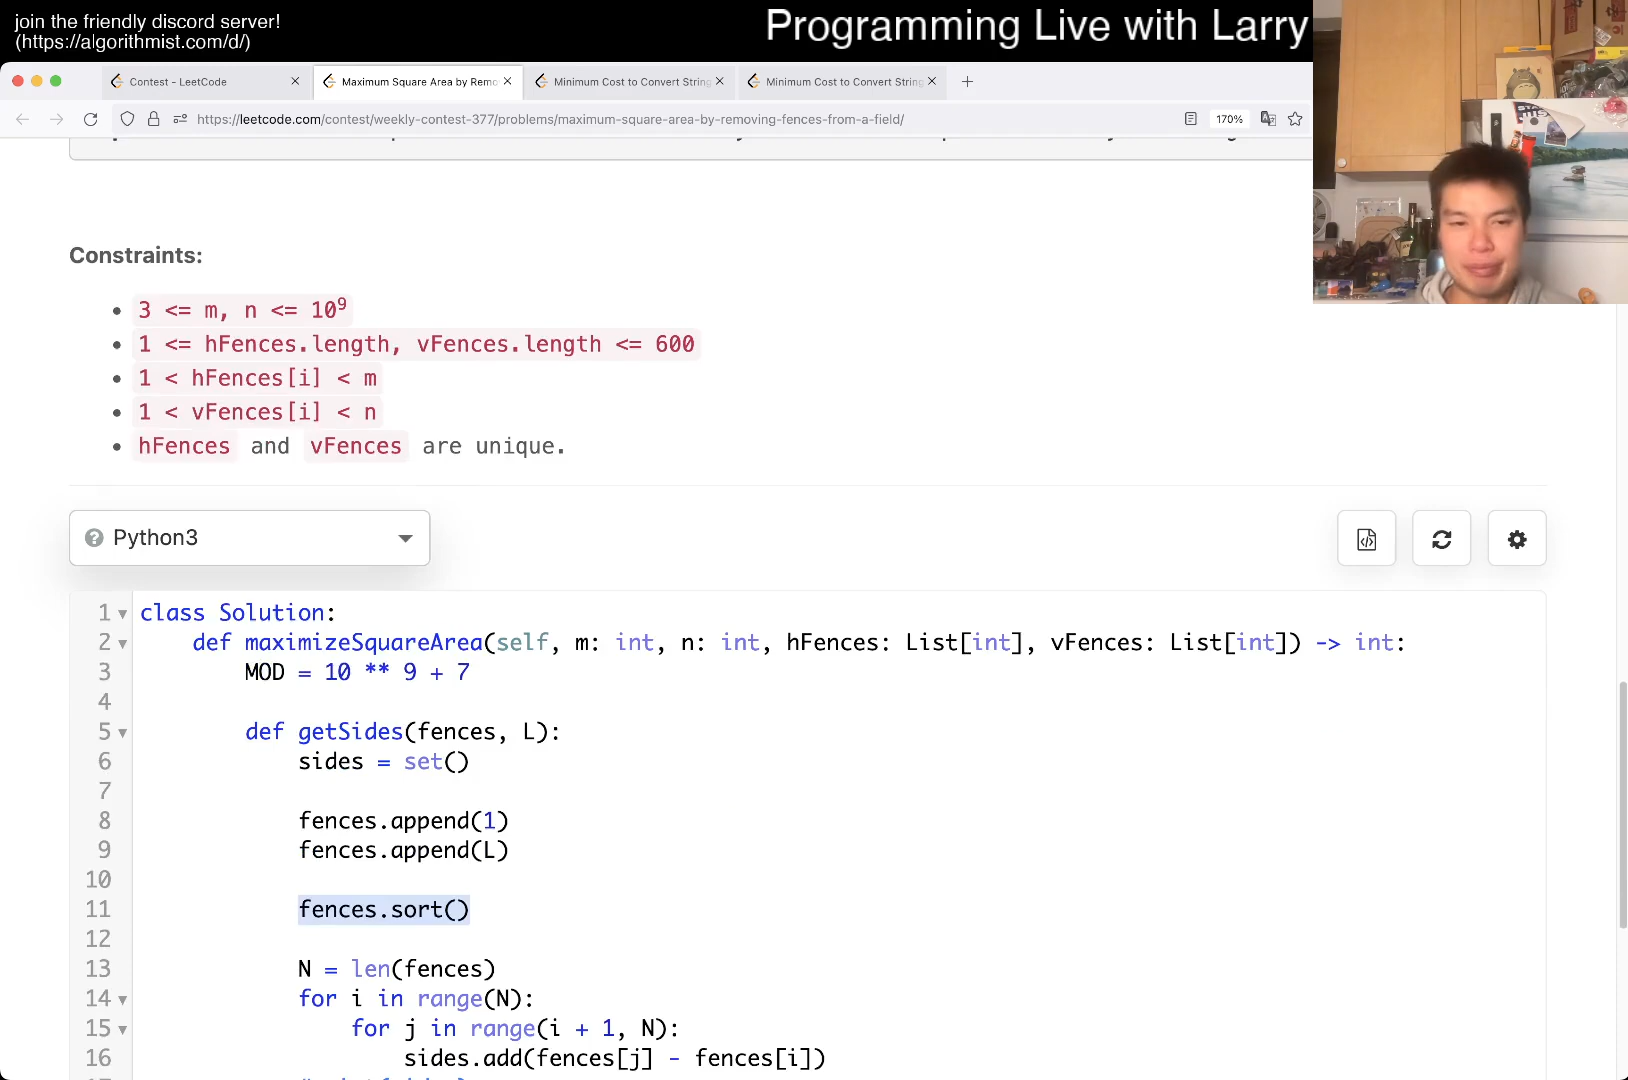 join the friendly discord server!
(https://algorithmist.com/d/)
Programming Live with Larry
Contest - LeetCode
Maximum Square Area by Remo
Minimum Cost to Convert String
Minimum Cost to Convert String
https://leetcode.com/contest/weekly-contest-377/problems/maximum-square-area-by-removing-fences-from-a-field/
170%
Constraints:
• 3 <= m, n <= 10⁹
• 1 <= hFences.length, vFences.length <= 600
• 1 < hFences[i] < m
• 1 < vFences[i] < n
• hFences and vFences are unique.
Python3
1 class Solution:
2 def maximizeSquareArea(self, m: int, n: int, hFences: List[int], vFences: List[int]) -> int:
3 MOD = 10 ** 9 + 7
4
5 def getSides(fences, L):
6 sides = set()
7
8 fences.append(1)
9 fences.append(L)
10
11 fences.sort()
12
13 N = len(fences)
14 for i in range(N):
15 for j in range(i + 1, N):
16 sides.add(fences[j] - fences[i])